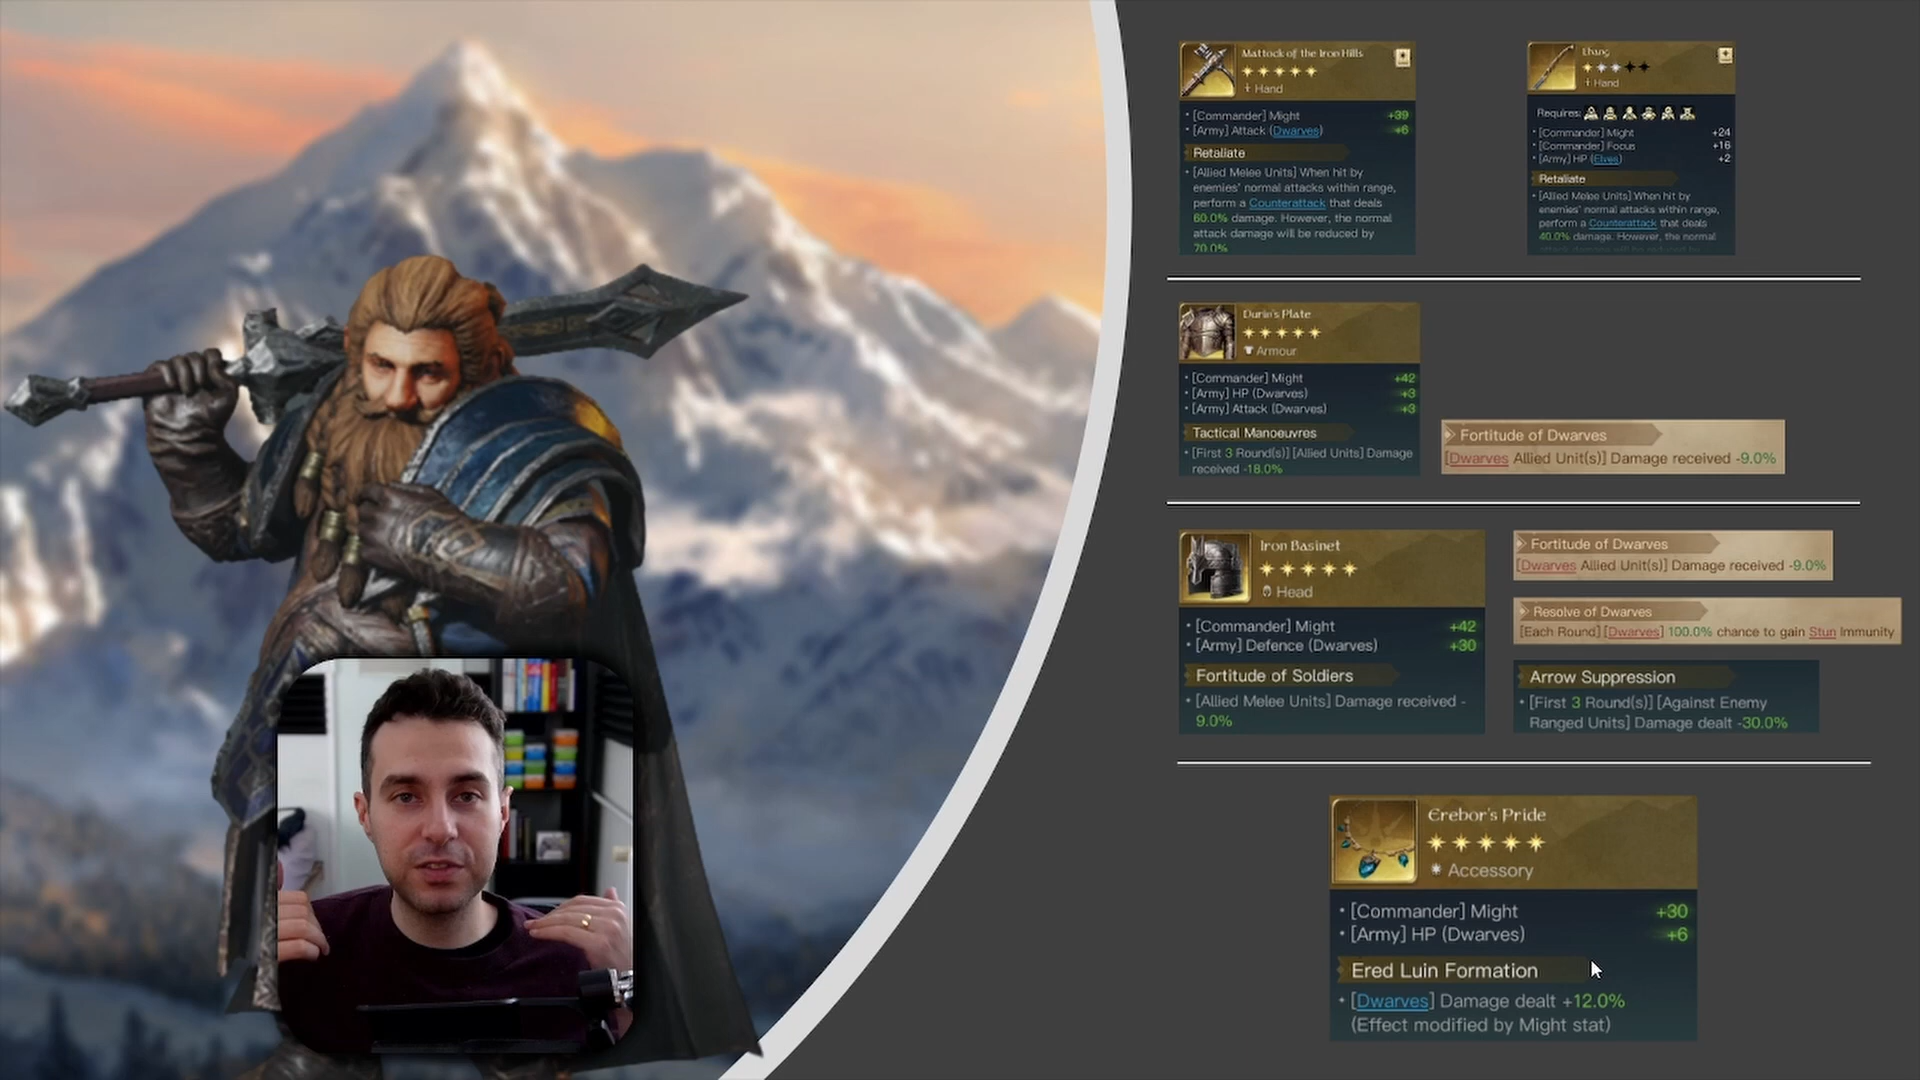 Mattock of the Iron Hills
Hand
• [Commander] Might +39
• [Army] Attack (Dwarves) +6
Retaliate
• [Allied Melee Units] When hit by
enemies' normal attacks within range,
perform a Counterattack that deals
60.0% damage. However, the normal
attack damage will be reduced by
70.0%
Lhang
Hand
Requires:
• [Commander] Might +24
• [Commander] Focus +16
• [Army] HP (Elves) +2
Retaliate
• [Allied Melee Units] When hit by
enemies' normal attacks within range,
perform a Counterattack that deals
40.0% damage. However, the normal
attack damage will be reduced by
Durin's Plate
Armour
• [Commander] Might +42
• [Army] HP (Dwarves) +3
• [Army] Attack (Dwarves) +3
Tactical Manoeuvres
• [First 3 Round(s)] [Allied Units] Damage
received -18.0%
Fortitude of Dwarves
[Dwarves Allied Unit(s)] Damage received -9.0%
Iron Basinet
Head
• [Commander] Might +42
• [Army] Defence (Dwarves) +30
Fortitude of Soldiers
• [Allied Melee Units] Damage received -
9.0%
Fortitude of Dwarves
[Dwarves Allied Unit(s)] Damage received -9.0%
Resolve of Dwarves
[Each Round] [Dwarves] 100.0% chance to gain Stun Immunity
Arrow Suppression
• [First 3 Round(s)] [Against Enemy
Ranged Units] Damage dealt -30.0%
Erebor's Pride
Accessory
• [Commander] Might +30
• [Army] HP (Dwarves) +6
Ered Luin Formation
• [Dwarves] Damage dealt +12.0%
(Effect modified by Might stat)